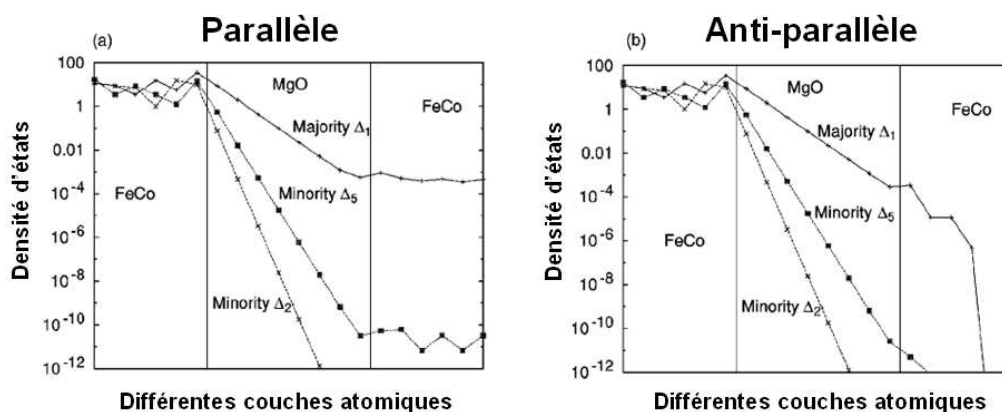 Parallèle
(a)
100
1
0.01
10-4
10-6
10-8
10-10
10-12
Densité d'états
MgO
FeCo
Majority Δ1
FeCo
Minority Δ5
Minority Δ2
Différentes couches atomiques
Anti-parallèle
(b)
100
1
0.01
10-4
10-6
10-8
10-10
10-12
Densité d'états
MgO
FeCo
Majority Δ1
Minority Δ5
FeCo
Minority Δ2
Différentes couches atomiques